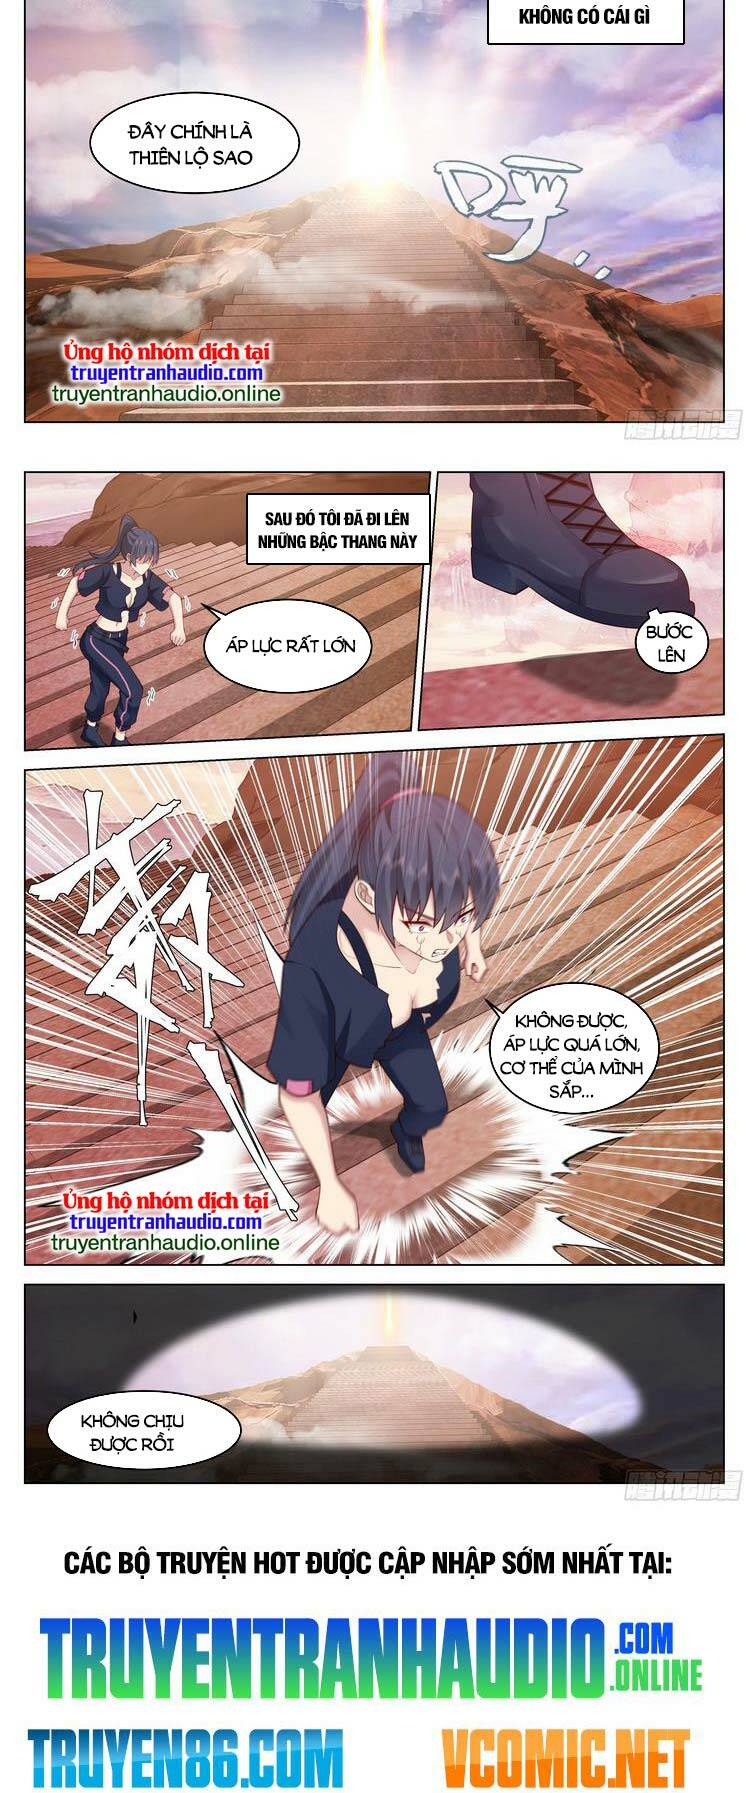 KHÔNG CÓ CÁI GÌ
ĐÂY CHÍNH LÀ
THIÊN LỘ SAO
呼
Ủng hộ nhóm dịch tại
truyentranhaudio.com
truyentranhaudio.online
SAU ĐÓ TÔI ĐÃ ĐI LÊN
NHỮNG BẬC THANG NÀY
ÁP LỰC RẤT LỚN
BƯỚC
LÊN
KHÔNG ĐƯỢC,
ÁP LỰC QUÁ LỚN,
CƠ THỂ CỦA MÌNH
SẮP...
Ủng hộ nhóm dịch tại
truyentranhaudio.com
truyentranhaudio.online
KHÔNG CHỊU
ĐƯỢC RỒI
CÁC BỘ TRUYỆN HOT ĐƯỢC CẬP NHẬP SỚM NHẤT TẠI:
TRUYENTRANHAUDIO.COM
.ONLINE
TRUYEN86.COM
VCOMIC.NET